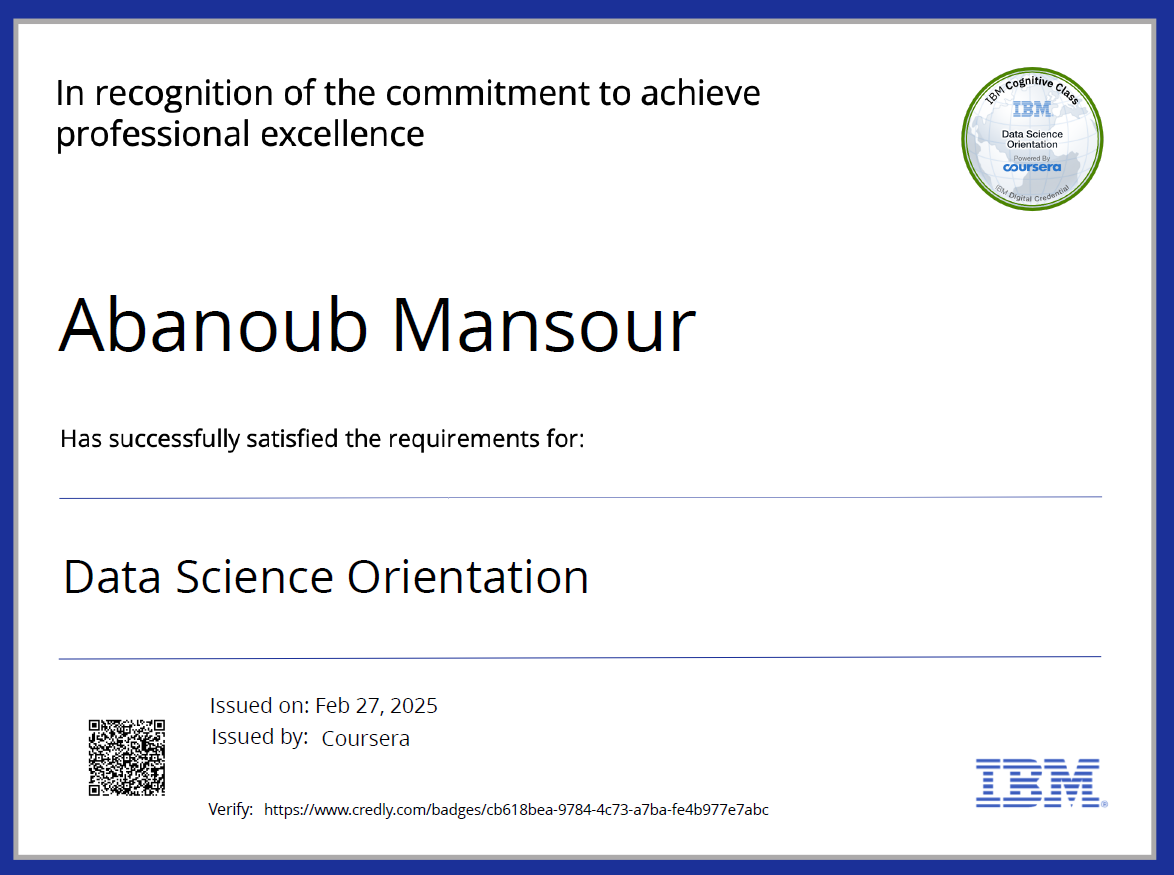 In recognition of the commitment to achieve
professional excellence
IBM Cognitive Class
IBM
Data Science
Orientation
Powered By
coursera
IBM Digital Credential
Abanoub Mansour
Has successfully satisfied the requirements for:
Data Science Orientation
Issued on: Feb 27, 2025
Issued by: Coursera
Verify: https://www.credly.com/badges/cb618bea-9784-4c73-a7ba-fe4b977e7abc
IBM®